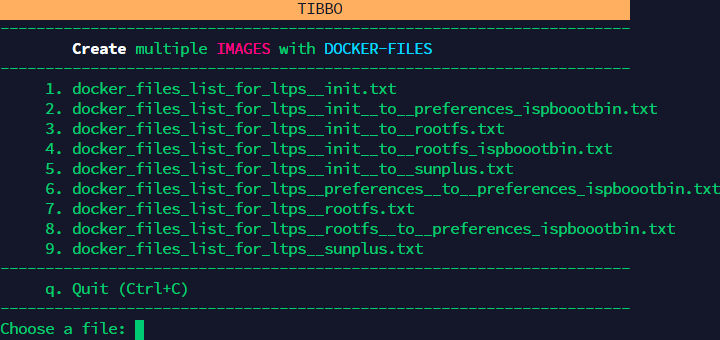 TIBBO
--------------------------------------------------------------------
Create multiple IMAGES with DOCKER-FILES
--------------------------------------------------------------------
1. docker_files_list_for_ltps__init.txt
2. docker_files_list_for_ltps__init__to__preferences_ispboootbin.txt
3. docker_files_list_for_ltps__init__to__rootfs.txt
4. docker_files_list_for_ltps__init__to__rootfs_ispboootbin.txt
5. docker_files_list_for_ltps__init__to__sunplus.txt
6. docker_files_list_for_ltps__preferences__to__preferences_ispboootbin.txt
7. docker_files_list_for_ltps__rootfs.txt
8. docker_files_list_for_ltps__rootfs__to__preferences_ispboootbin.txt
9. docker_files_list_for_ltps__sunplus.txt
--------------------------------------------------------------------
q. Quit (Ctrl+C)
--------------------------------------------------------------------
Choose a file: